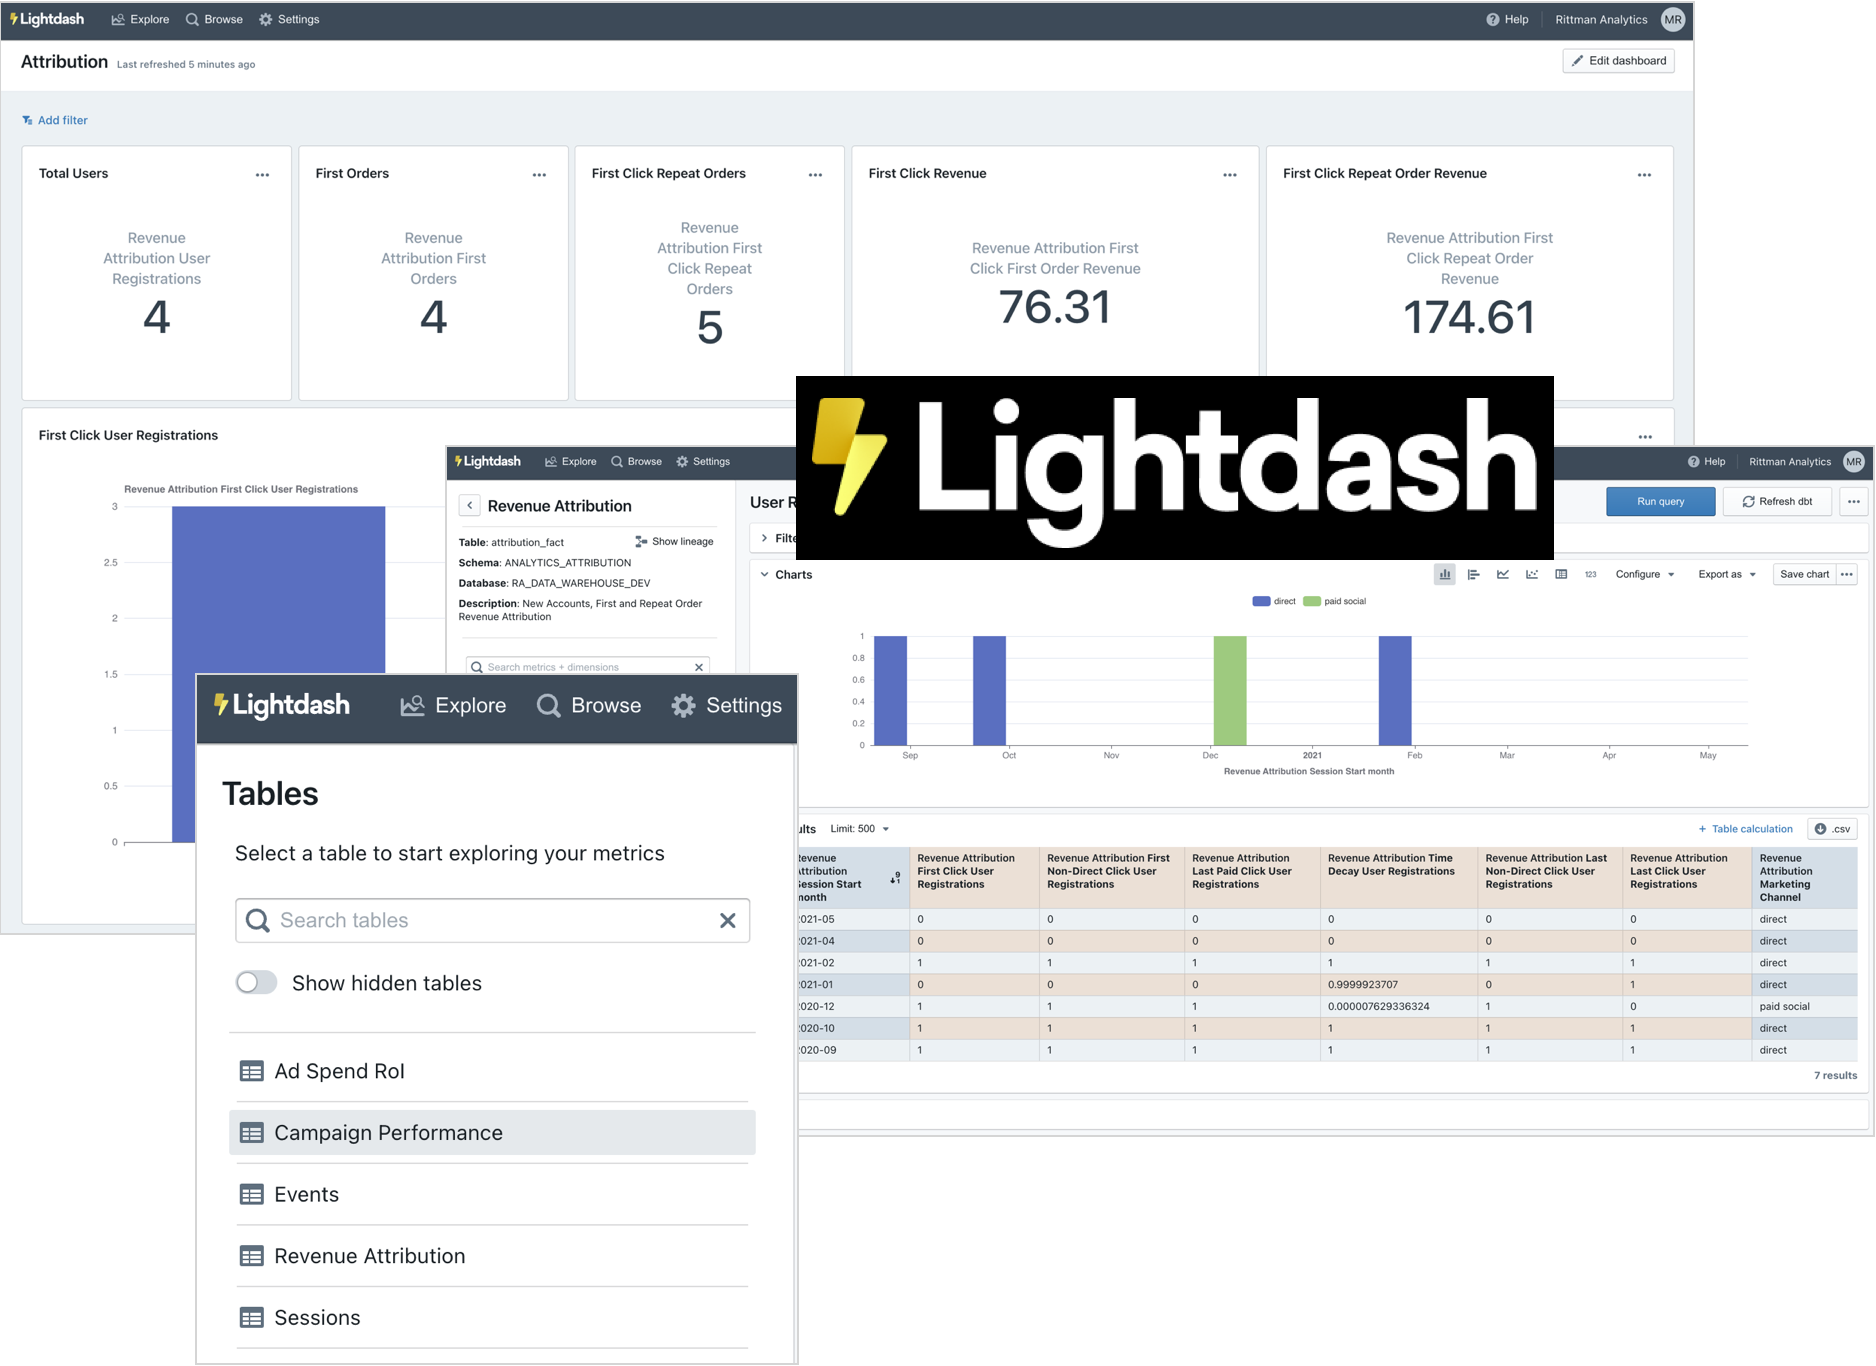 Lightdash Explore Browse Settings Help Rittman Analytics MR
Attribution Last refreshed 5 minutes ago Edit dashboard
Add filter
Total Users
Revenue
Attribution User
Registrations
4
First Orders
Revenue
Attribution First
Orders
4
First Click Repeat Orders
Revenue
Attribution First
Click Repeat
Orders
5
First Click Revenue
Revenue Attribution First
Click First Order Revenue
76.31
First Click Repeat Order Revenue
Revenue Attribution First
Click Repeat Order
Revenue
174.61
First Click User Registrations
Revenue Attribution First Click User Registrations
3
2.5
2
1.5
1
0.5
0
Lightdash
Lightdash Explore Browse Settings Help Rittman Analytics MR
Revenue Attribution
Table: attribution_fact Show lineage
Schema: ANALYTICS_ATTRIBUTION
Database: RA_DATA_WAREHOUSE_DEV
Description: New Accounts, First and Repeat Order
Revenue Attribution
Search metrics + dimensions
User R
Run query Refresh dbt
Filte
Charts 123 Configure Export as Save chart
direct paid social
1
0.8
0.6
0.4
0.2
0
Sep Oct Nov Dec 2021 Feb Mar Apr May
Revenue Attribution Session Start month
ults Limit: 500 + Table calculation .csv
evenue
Attribution
Session Start
month
Revenue Attribution
First Click User
Registrations
Revenue Attribution First
Non-Direct Click User
Registrations
Revenue Attribution
Last Paid Click User
Registrations
Revenue Attribution Time
Decay User Registrations
Revenue Attribution Last
Non-Direct Click User
Registrations
Revenue Attribution
Last Click User
Registrations
Revenue
Attribution
Marketing
Channel
2021-05 0 0 0 0 0 0 direct
2021-04 0 0 0 0 0 0 direct
2021-02 1 1 1 1 1 1 direct
2021-01 0 0 0 0.9999923707 0 1 direct
2020-12 1 1 1 0.000007629336324 1 0 paid social
2020-10 1 1 1 1 1 1 direct
2020-09 1 1 1 1 1 1 direct
7 results
Lightdash Explore Browse Settings
Tables
Select a table to start exploring your metrics
Search tables
Show hidden tables
Ad Spend RoI
Campaign Performance
Events
Revenue Attribution
Sessions